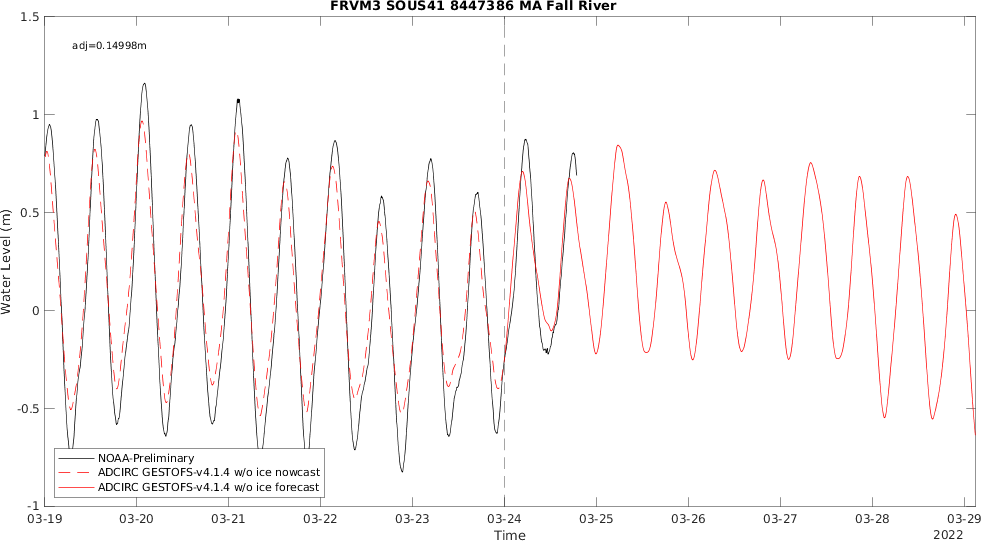 FRVM3 SOUS41 8447386 MA Fall River
adj=0.14998m
1.5
1
0.5
0
-0.5
-1
Water Level (m)
NOAA-Preliminary
ADCIRC GESTOFS-v4.1.4 w/o ice nowcast
ADCIRC GESTOFS-v4.1.4 w/o ice forecast
03-19 03-20 03-21 03-22 03-23 03-24 03-25 03-26 03-27 03-28 03-29
Time
2022